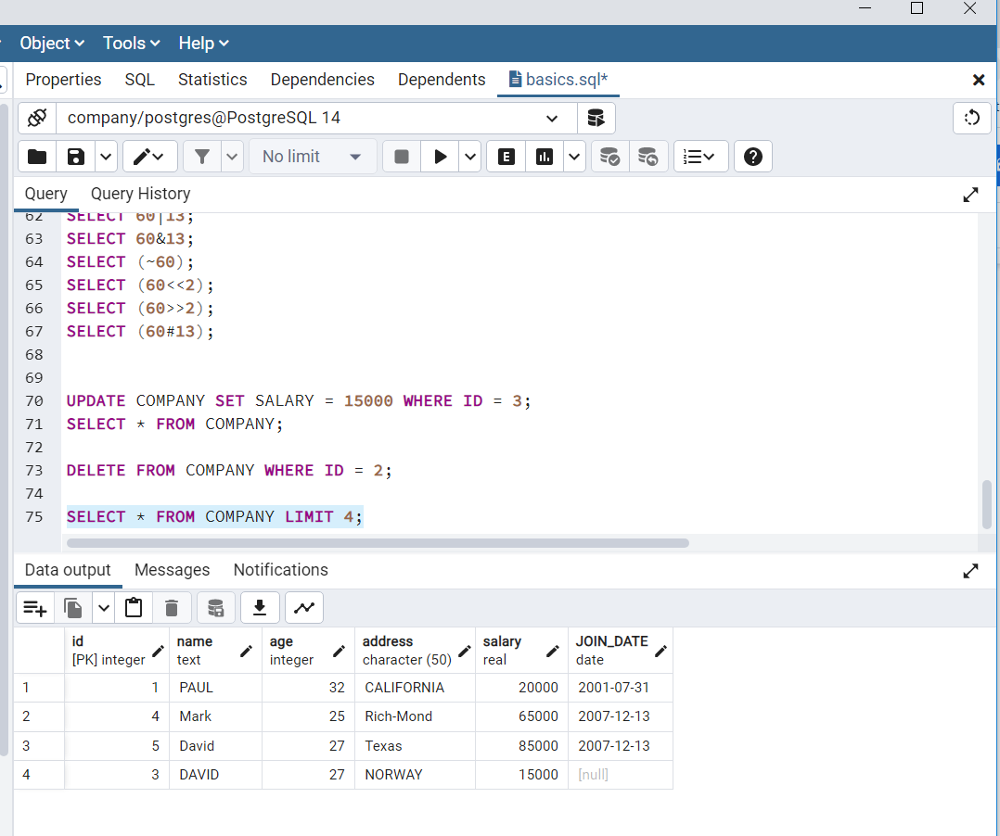 Object Tools Help
Properties SQL Statistics Dependencies Dependents basics.sql*
company/postgres@PostgreSQL 14
No limit E
Query Query History
62 SELECT 60|13;
63 SELECT 60&13;
64 SELECT (~60);
65 SELECT (60<<2);
66 SELECT (60>>2);
67 SELECT (60#13);
68
69
70 UPDATE COMPANY SET SALARY = 15000 WHERE ID = 3;
71 SELECT * FROM COMPANY;
72
73 DELETE FROM COMPANY WHERE ID = 2;
74
75 SELECT * FROM COMPANY LIMIT 4;
Data output Messages Notifications
id name age address salary JOIN_DATE
[PK] integer text integer character (50) real date
1 1 PAUL 32 CALIFORNIA 20000 2001-07-31
2 4 Mark 25 Rich-Mond 65000 2007-12-13
3 5 David 27 Texas 85000 2007-12-13
4 3 DAVID 27 NORWAY 15000 [null]